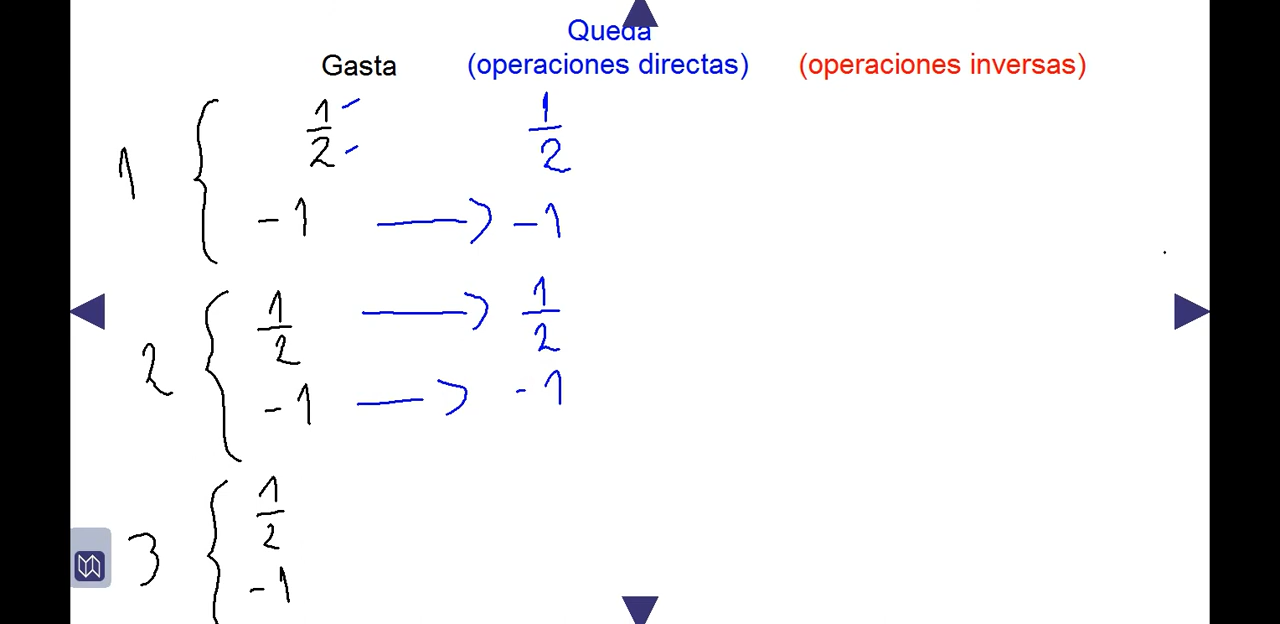 Queda
Gasta (operaciones directas) (operaciones inversas)
1 { 1/2 1/2
-1 → -1
2 { 1/2 → 1/2
-1 → -1
3 { 1/2
-1